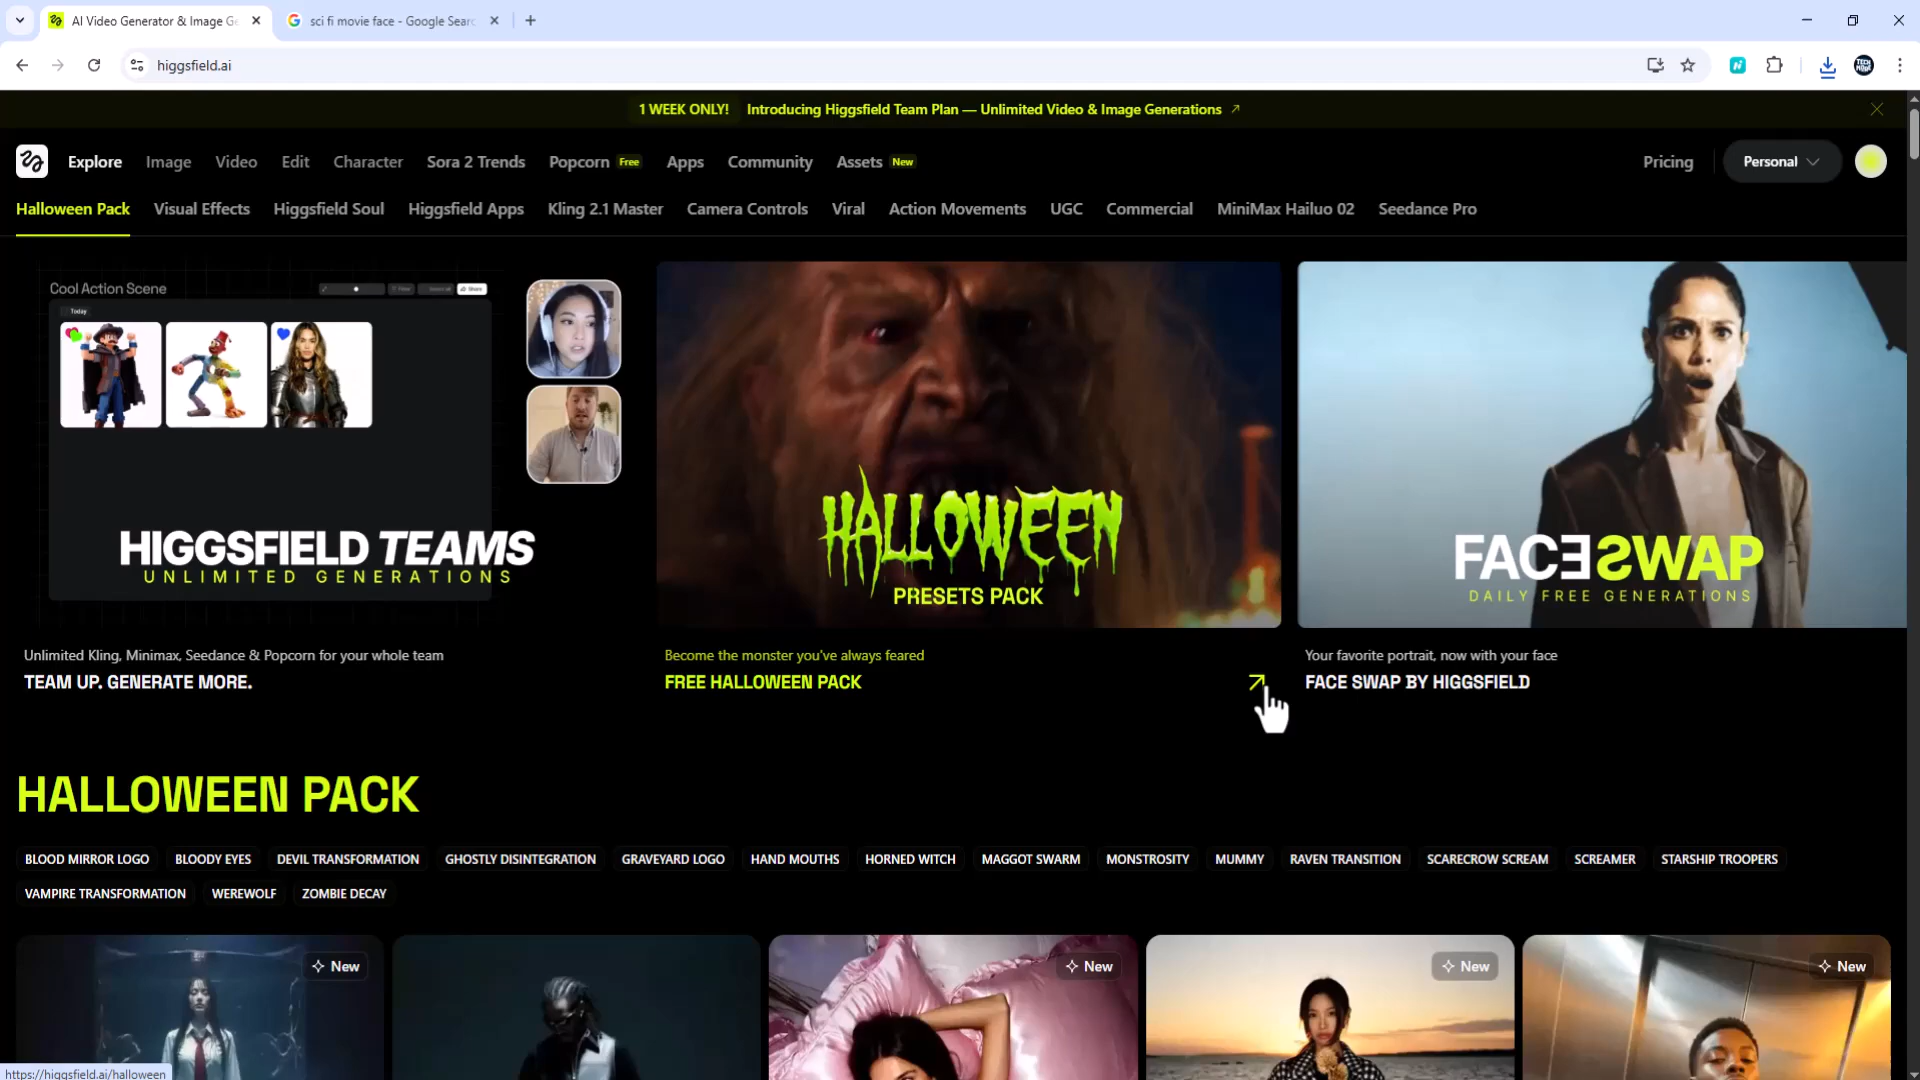 AI Video Generator & Image Ge
sci fi movie face - Google Searc
higgsfield.ai
1 WEEK ONLY! Introducing Higgsfield Team Plan — Unlimited Video & Image Generations
Explore Image Video Edit Character Sora 2 Trends Popcorn Free Apps Community Assets New Pricing Personal
Halloween Pack Visual Effects Higgsfield Soul Higgsfield Apps Kling 2.1 Master Camera Controls Viral Action Movements UGC Commercial MiniMax Hailuo 02 Seedance Pro
Cool Action Scene
Share
Today
HIGGSFIELD TEAMS
UNLIMITED GENERATIONS
Unlimited Kling, Minimax, Seedance & Popcorn for your whole team
TEAM UP. GENERATE MORE.
HALLOWEEN
PRESETS PACK
Become the monster you've always feared
FREE HALLOWEEN PACK
FACE SWAP
DAILY FREE GENERATIONS
Your favorite portrait, now with your face
FACE SWAP BY HIGGSFIELD
HALLOWEEN PACK
BLOOD MIRROR LOGO BLOODY EYES DEVIL TRANSFORMATION GHOSTLY DISINTEGRATION GRAVEYARD LOGO HAND MOUTHS HORNED WITCH MAGGOT SWARM MONSTROSITY MUMMY RAVEN TRANSITION SCARECROW SCREAM SCREAMER STARSHIP TROOPERS
VAMPIRE TRANSFORMATION WEREWOLF ZOMBIE DECAY
New New New New
https://higgsfield.ai/halloween